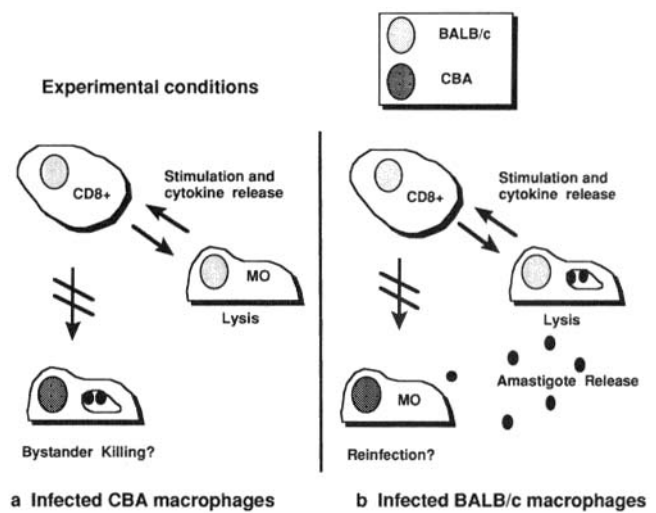 BALB/c
CBA
Experimental conditions
CD8+
Stimulation and
cytokine release
MO
Lysis
Bystander Killing?
a Infected CBA macrophages
CD8+
Stimulation and
cytokine release
Lysis
Amastigote Release
MO
Reinfection?
b Infected BALB/c macrophages